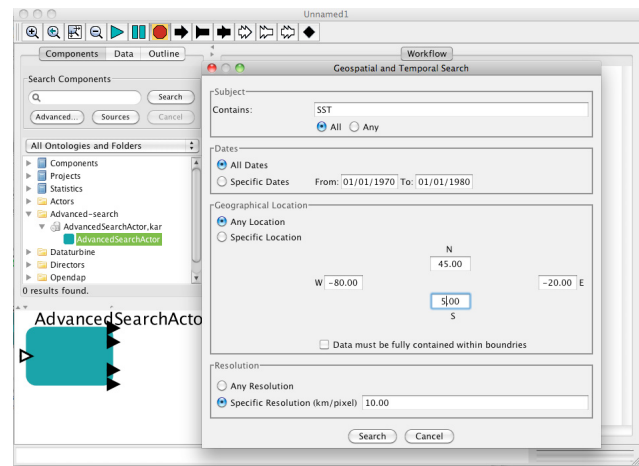 Unnamed1
Components Data Outline
Workflow
Search Components
Search
Advanced... Sources Cancel
All Ontologies and Folders
Components
Projects
Statistics
Actors
Advanced-search
AdvancedSearchActor,kar
AdvancedSearchActor
Dataturbine
Directors
Opendap
0 results found.
AdvancedSearchActo
Geospatial and Temporal Search
Subject
Contains: SST
All Any
Dates
All Dates
Specific Dates From: 01/01/1970 To: 01/01/1980
Geographical Location
Any Location
Specific Location
N
45.00
W -80.00 -20.00 E
5.00
S
Data must be fully contained within boundries
Resolution
Any Resolution
Specific Resolution (km/pixel) 10.00
Search Cancel